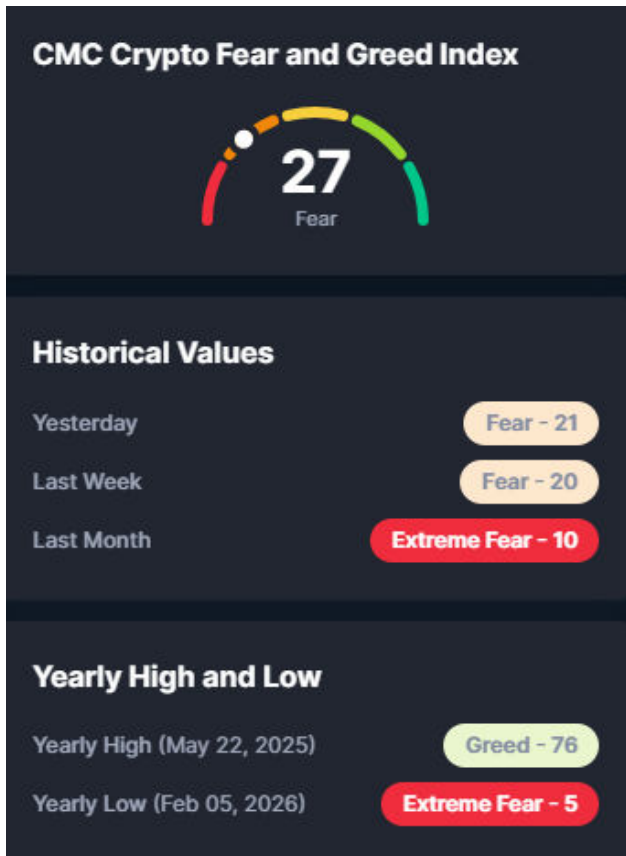 CMC Crypto Fear and Greed Index
27
Fear
Historical Values
Yesterday Fear - 21
Last Week Fear - 20
Last Month Extreme Fear - 10
Yearly High and Low
Yearly High (May 22, 2025) Greed - 76
Yearly Low (Feb 05, 2026) Extreme Fear - 5